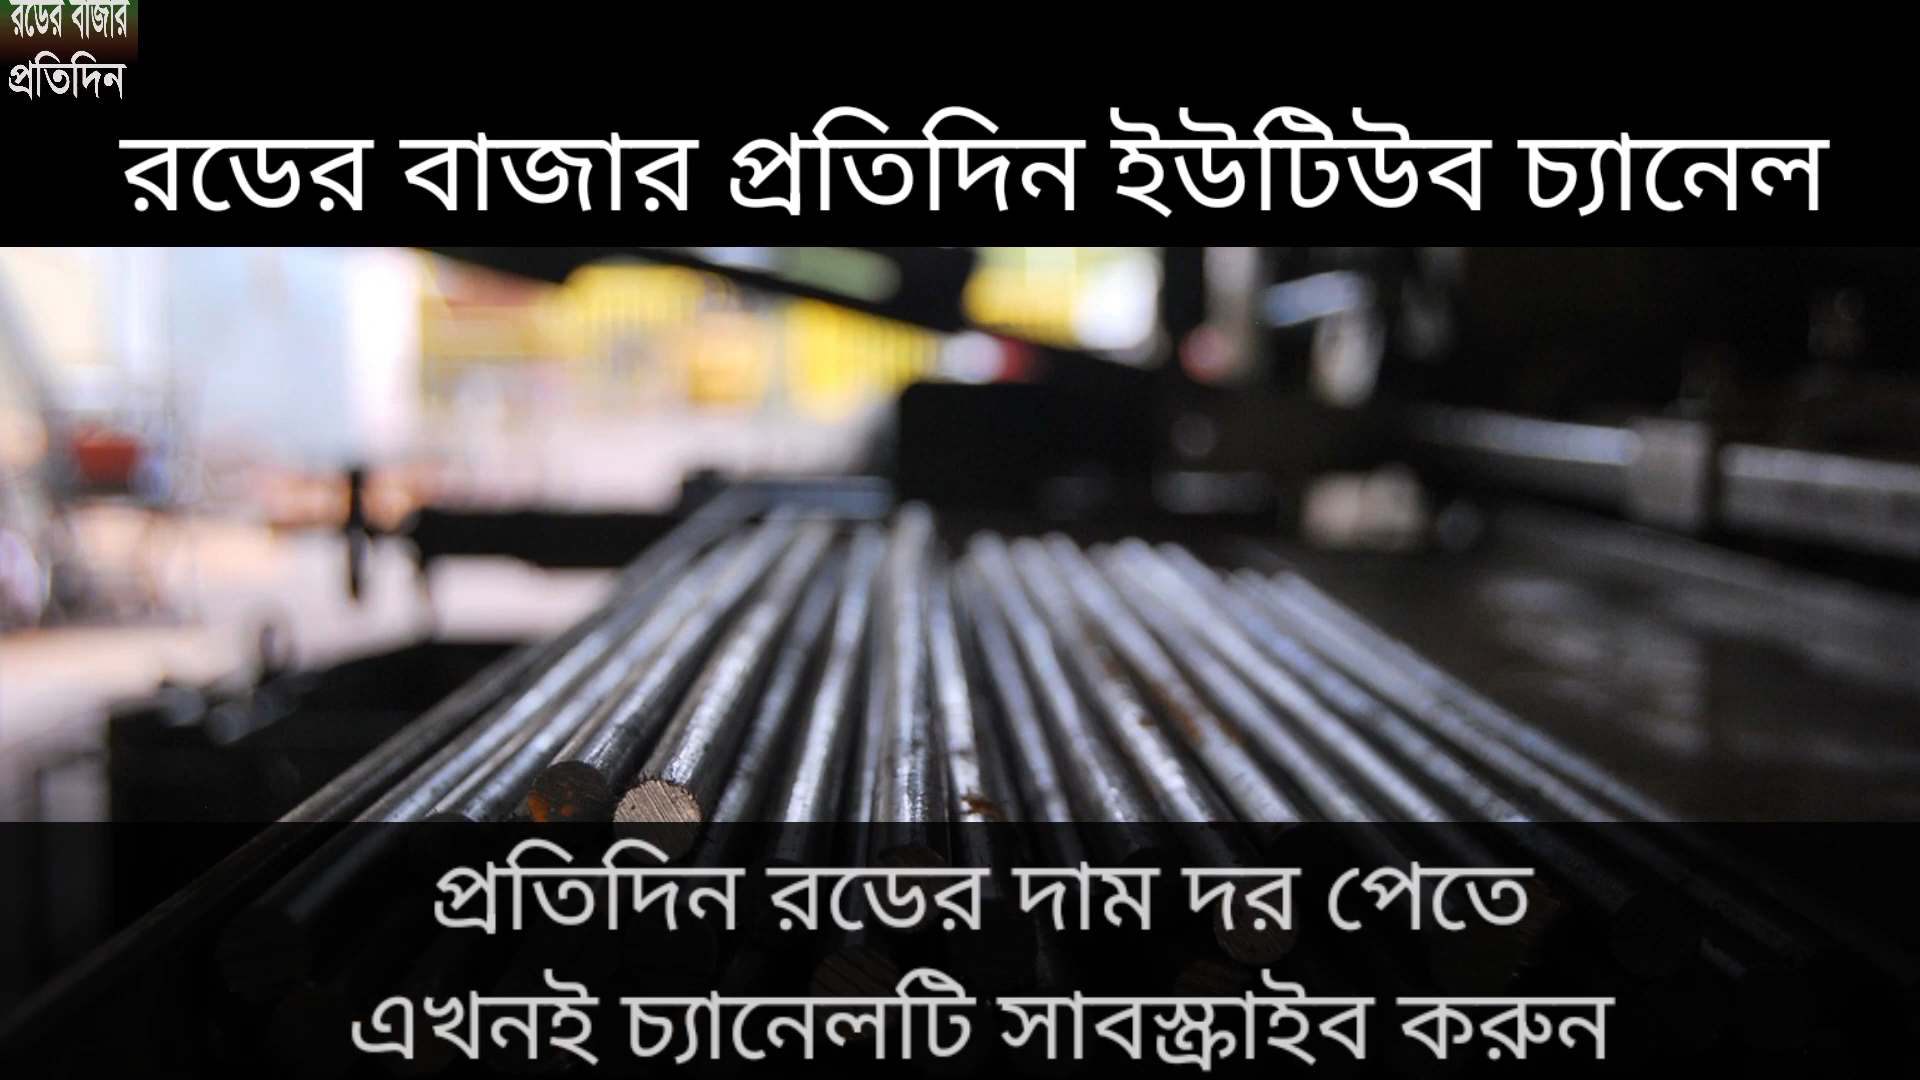 রডের বাজার
প্রতিদিন
রডের বাজার প্রতিদিন ইউটিউব চ্যানেল
প্রতিদিন রডের দাম দর পেতে
এখনই চ্যানেলটি সাবস্ক্রাইব করুন